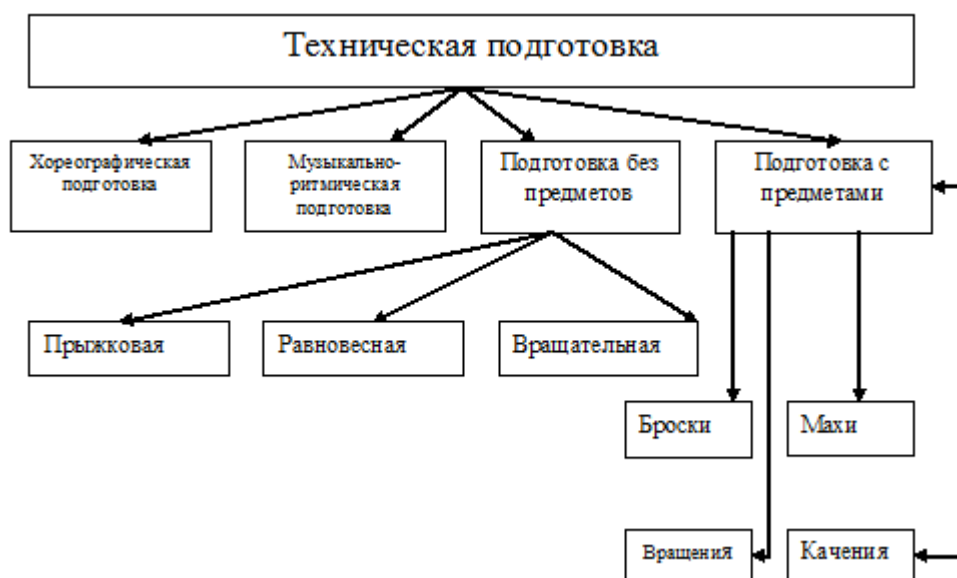 Техническая подготовка
Хореографическая
подготовка
Музыкально-
ритмическая
подготовка
Подготовка без
предметов
Подготовка с
предметами
Прыжковая
Равновесная
Вращательная
Броски
Махи
Вращения
Качения